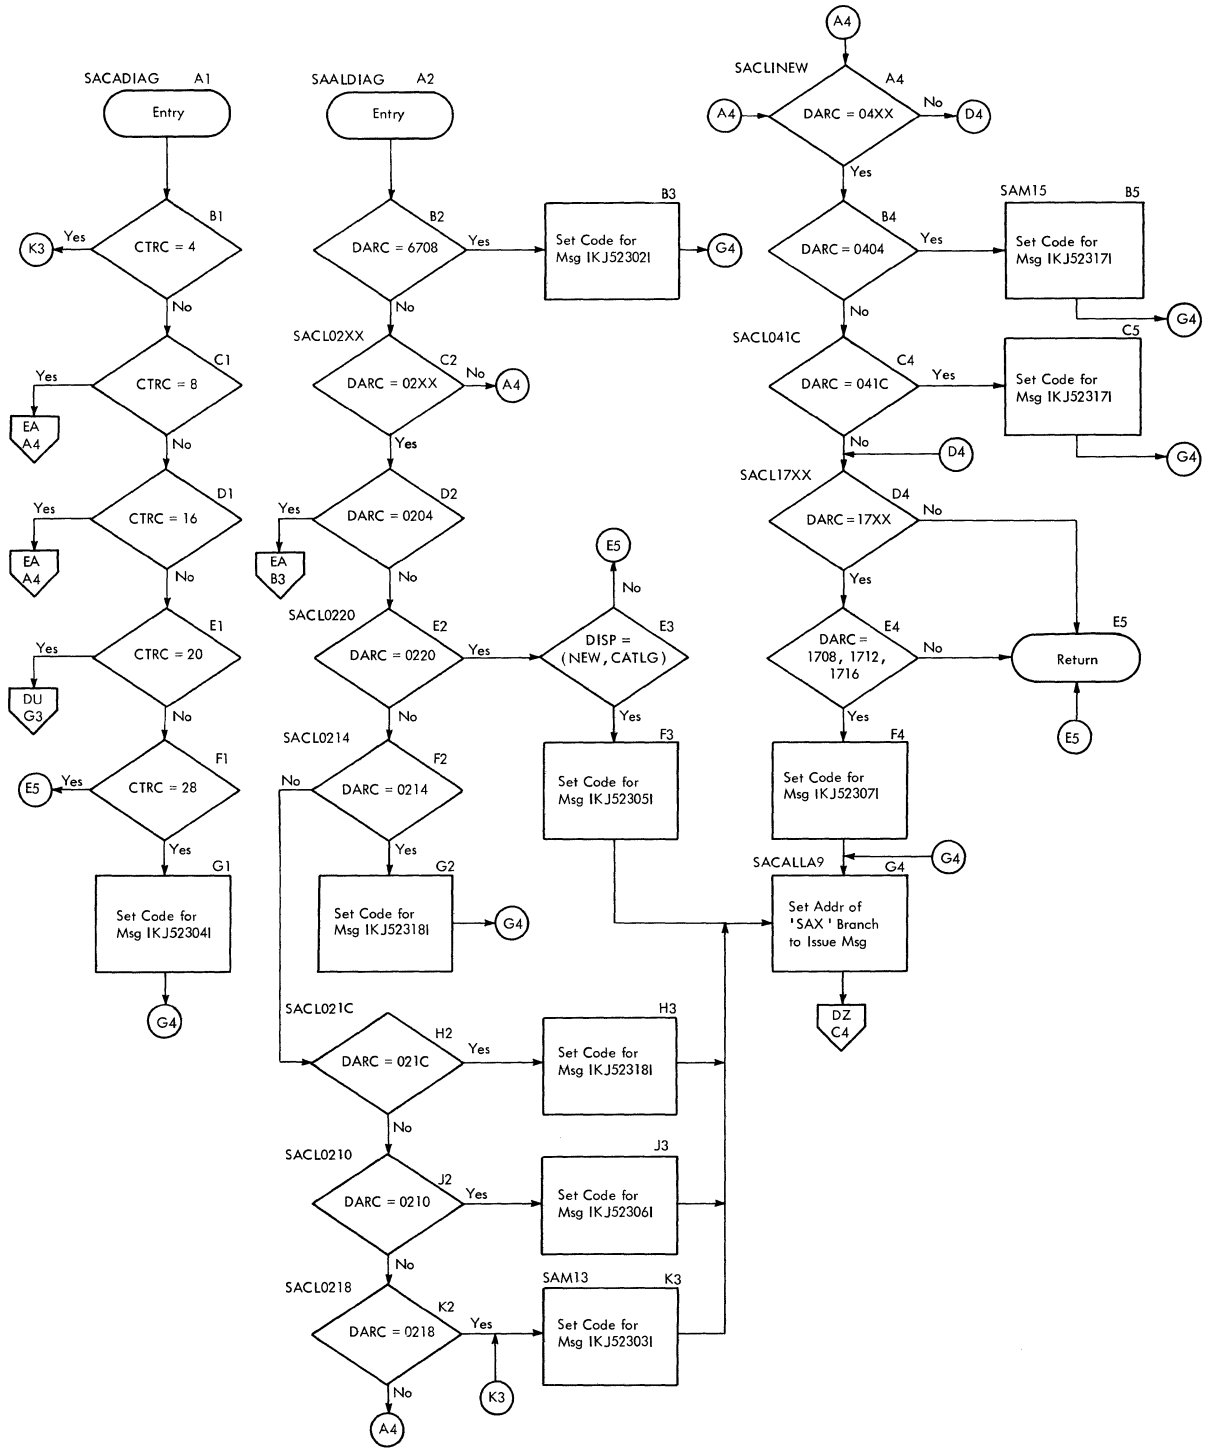 SACADIAG A1
Entry
B1
CTRC = 4
Yes
K3
No
C1
CTRC = 8
Yes
EA
A4
No
D1
CTRC = 16
Yes
EA
A4
No
E1
CTRC = 20
Yes
DU
G3
No
F1
CTRC = 28
Yes
E5
Yes
G1
Set Code for
Msg IKJ52304I
G4
SAALDIAG A2
Entry
B2
DARC = 6708
Yes
B3
Set Code for
Msg IKJ52302I
G4
No
SACL02XX
C2
DARC = 02XX
No
A4
Yes
D2
DARC = 0204
Yes
EA
B3
No
SACL0220
E2
DARC = 0220
Yes
E3
DISP =
(NEW, CATLG)
No
E5
Yes
F3
Set Code for
Msg IKJ52305I
No
SACL0214
F2
DARC = 0214
No
Yes
G2
Set Code for
Msg IKJ52318I
G4
SACL021C
H2
DARC = 021C
Yes
H3
Set Code for
Msg IKJ52318I
No
SACL0210
J2
DARC = 0210
Yes
J3
Set Code for
Msg IKJ52306I
No
SACL0218
K2
DARC = 0218
Yes
K3
SAM13 K3
Set Code for
Msg IKJ52303I
No
A4
A4
SACLINEW
A4
A4
DARC = 04XX
No
D4
Yes
B4
DARC = 0404
Yes
SAM15 B5
Set Code for
Msg IKJ52317I
G4
No
SACL041C
C4
DARC = 041C
Yes
C5
Set Code for
Msg IKJ52317I
G4
No
D4
SACL17XX
D4
DARC=17XX
No
Yes
E4
DARC =
1708, 1712,
1716
No
E5
Return
E5
Yes
F4
Set Code for
Msg IKJ52307I
G4
SACALLA9
G4
Set Addr of
'SAX' Branch
to Issue Msg
DZ
C4